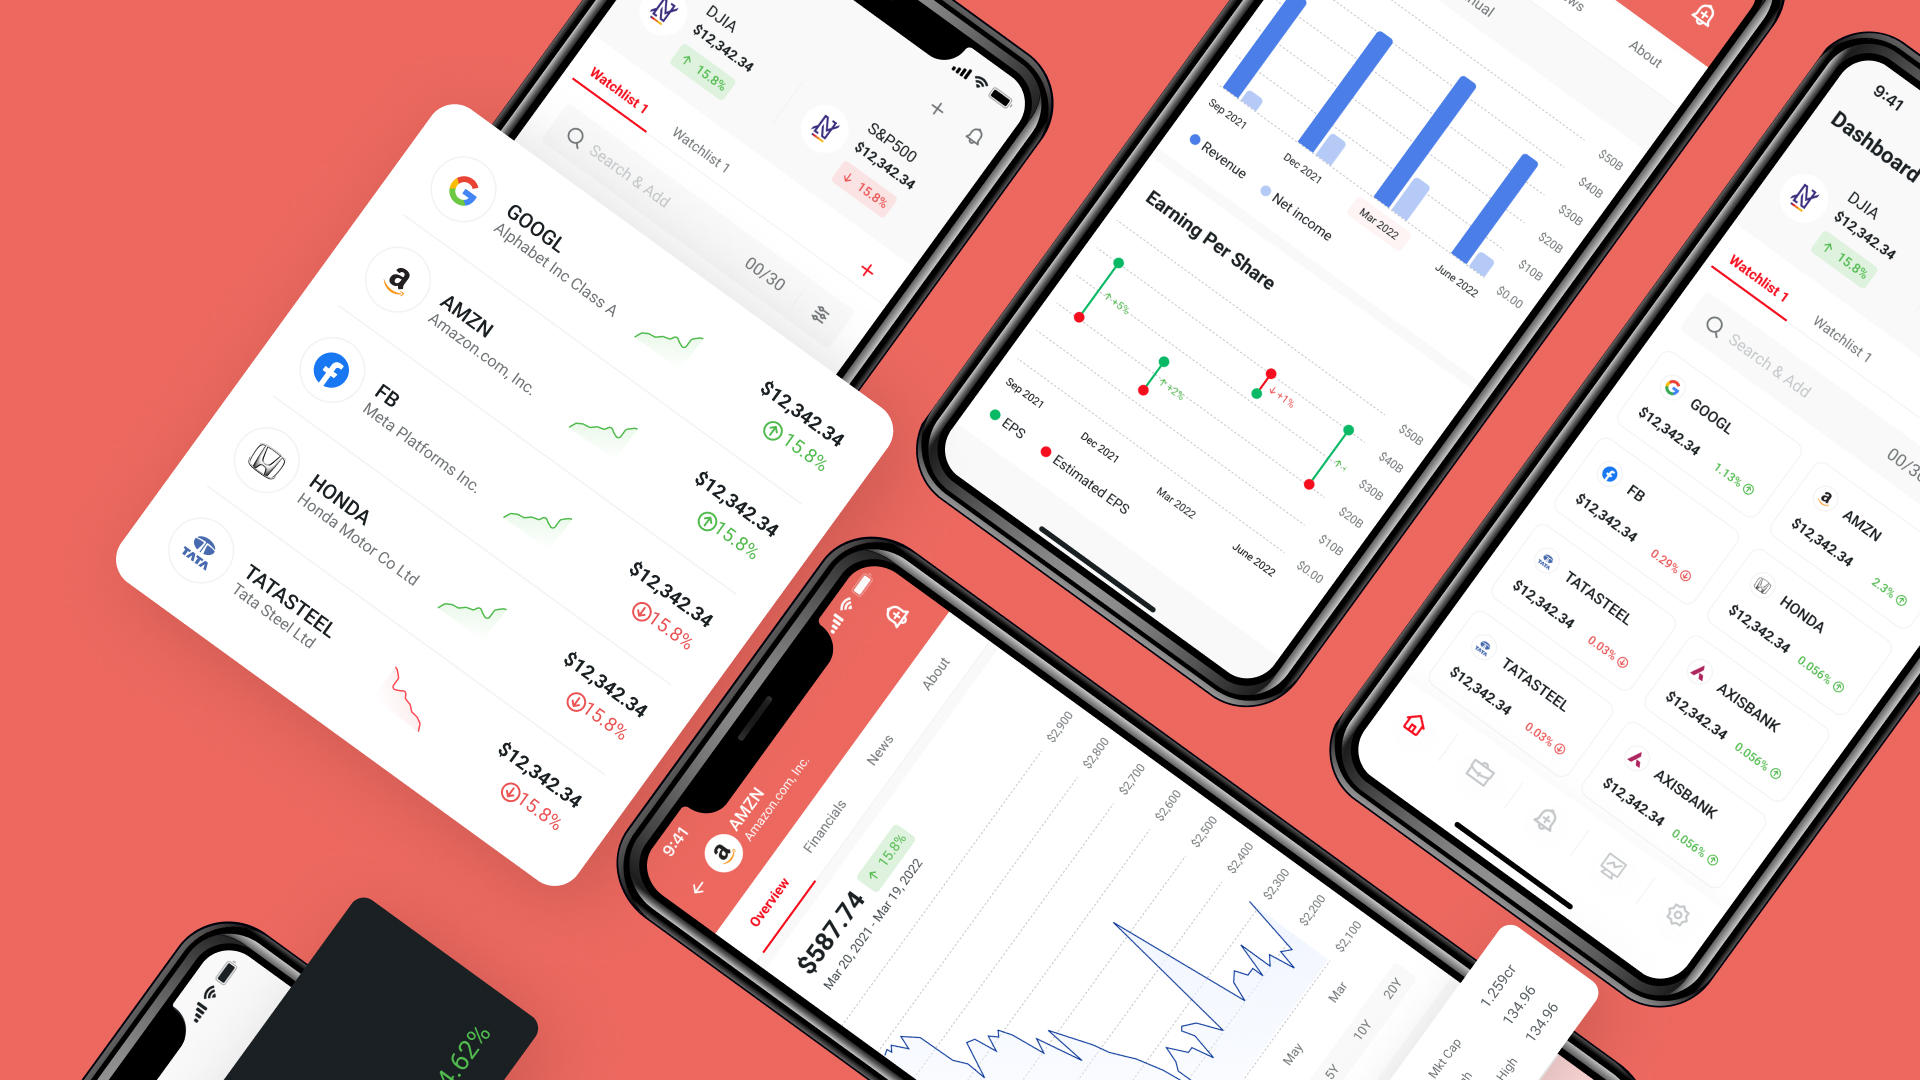 DJIA
$12,342.34
15.8%
S&P500
$12,342.34
15.8%
Watchlist 1
Watchlist 1
Search & Add
00/30
GOOGL
Alphabet Inc Class A
$12,342.34
15.8%
AMZN
Amazon.com, Inc.
$12,342.34
15.8%
FB
Meta Platforms Inc.
$12,342.34
15.8%
HONDA
Honda Motor Co Ltd
$12,342.34
15.8%
TATA
TATASTEEL
Tata Steel Ltd
$12,342.34
15.8%
About
$50B
$40B
$30B
$20B
$10B
$0.00
Sep 2021
Dec 2021
Mar 2022
June 2022
Revenue
Net income
Earning Per Share
+5%
+2%
+1%
$50B
$40B
$30B
$20B
$10B
$0.00
Sep 2021
Dec 2021
Mar 2022
June 2022
EPS
Estimated EPS
9:41
Dashboard
DJIA
$12,342.34
15.8%
Watchlist 1
Watchlist 1
Search & Add
GOOGL
$12,342.34
1.13%
AMZN
$12,342.34
2.3%
FB
$12,342.34
0.29%
HONDA
$12,342.34
0.056%
TATA
TATASTEEL
$12,342.34
0.03%
AXISBANK
$12,342.34
0.056%
TATA
TATASTEEL
$12,342.34
0.03%
AXISBANK
$12,342.34
0.056%
9:41
AMZN
Amazon.com, Inc.
Overview
Financials
News
About
$587.74
15.8%
Mar 20, 2021 - Mar 19, 2022
$2,900
$2,800
$2,700
$2,600
$2,500
$2,400
$2,300
$2,200
$2,100
Mar
May
20Y
10Y
5Y
Mkt Cap
1.259cr
134.96
High
134.96
4.62%